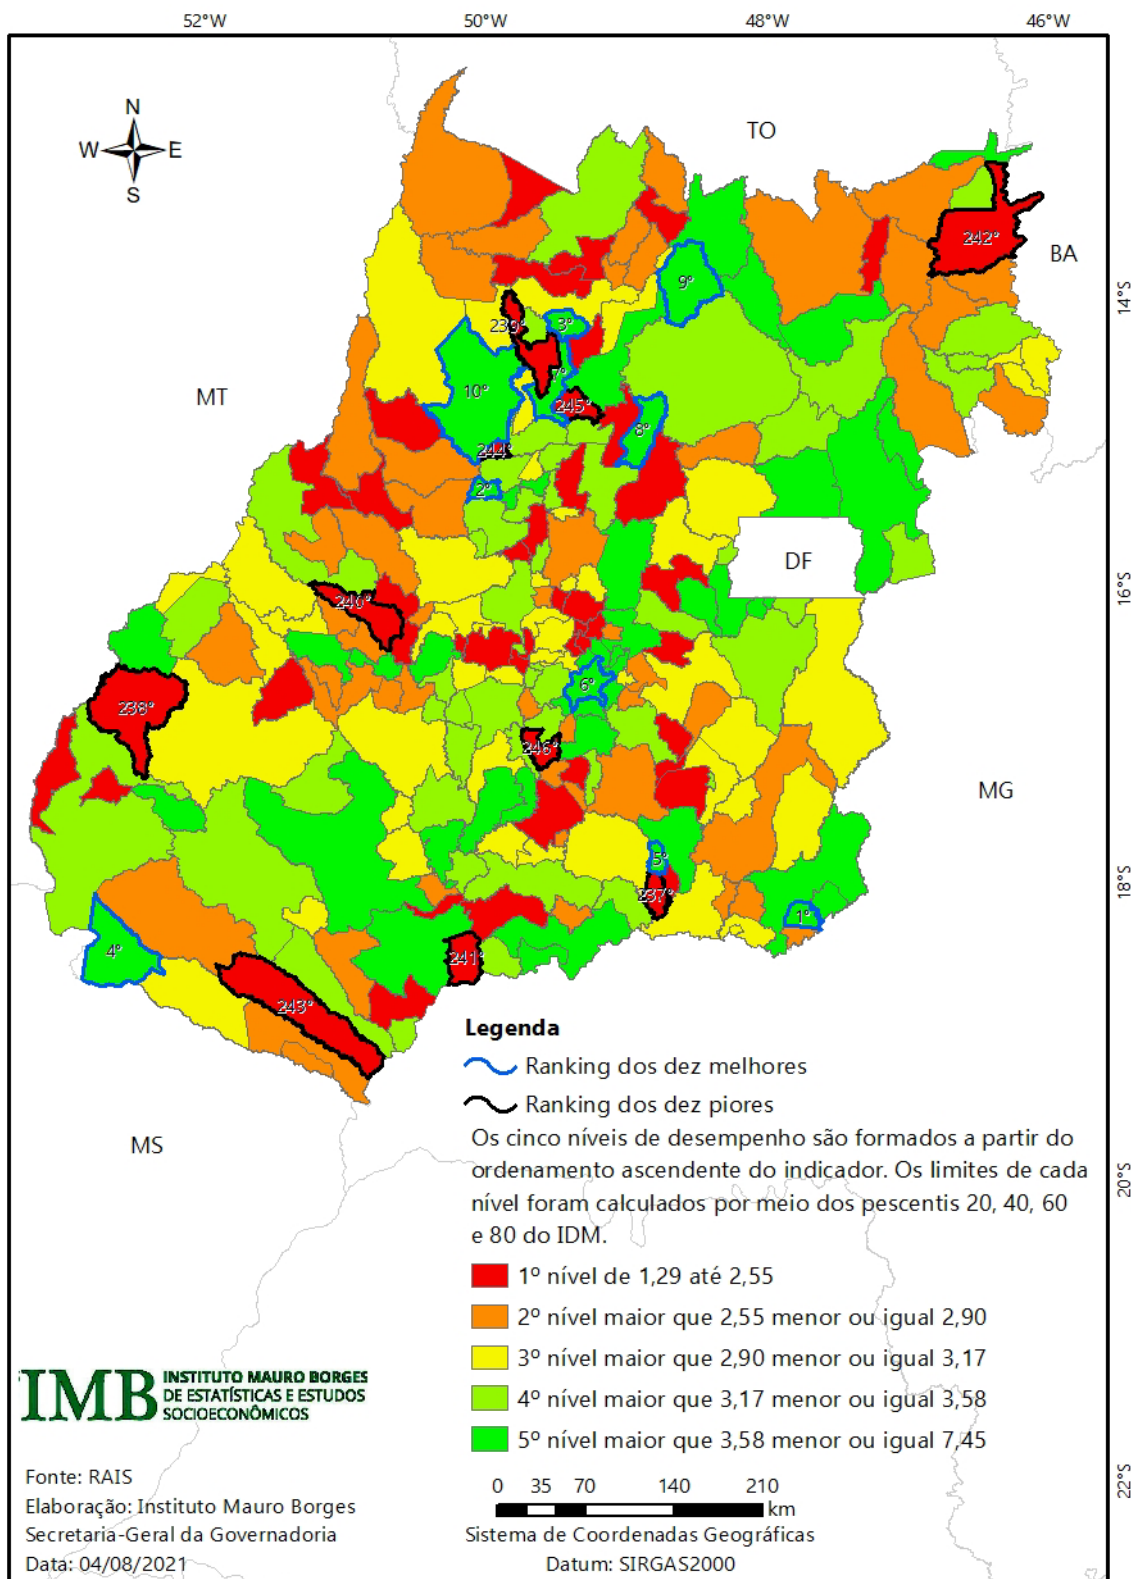 52°W 50°W 48°W 46°W
N
W E
S
TO
BA
14°S
MT
242°
9°
239°
3°
7°
10°
245°
8°
244°
2°
DF
16°S
240°
6°
238°
246°
MG
5°
237°
18°S
1°
4°
241°
243°
Legenda
Ranking dos dez melhores
Ranking dos dez piores
MS
Os cinco níveis de desempenho são formados a partir do
ordenamento ascendente do indicador. Os limites de cada
nível foram calculados por meio dos pescentis 20, 40, 60
e 80 do IDM.
20°S
1º nível de 1,29 até 2,55
2º nível maior que 2,55 menor ou igual 2,90
3º nível maior que 2,90 menor ou igual 3,17
4º nível maior que 3,17 menor ou igual 3,58
5º nível maior que 3,58 menor ou igual 7,45
IMB INSTITUTO MAURO BORGES
DE ESTATÍSTICAS E ESTUDOS
SOCIOECONÔMICOS
22°S
Fonte: RAIS
Elaboração: Instituto Mauro Borges
Secretaria-Geral da Governadoria
Data: 04/08/2021
0 35 70 140 210
km
Sistema de Coordenadas Geográficas
Datum: SIRGAS2000